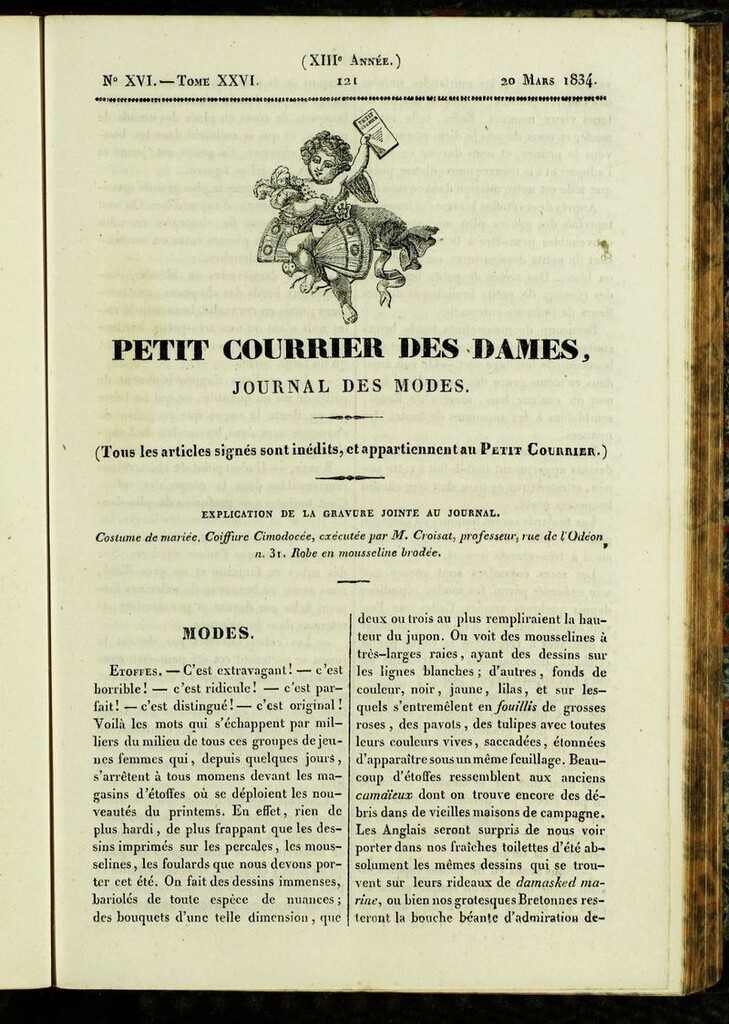 (XIIIe Année.)
No XVI. — Tome XXVI. 121 20 Mars 1834.
PETIT
PETIT COURRIER DES DAMES,
JOURNAL DES MODES.
(Tous les articles signés sont inédits, et appartiennent au Petit Courrier.)
EXPLICATION DE LA GRAVURE JOINTE AU JOURNAL.
Costume de mariée, Coiffure Cimodocée, exécutée par M. Croisat, professeur, rue de l'Odéon,
n. 31. Robe en mousseline brodée.
MODES.
Etoffes. — C'est extravagant! — c'est
horrible! — c'est ridicule! — c'est par-
fait! — c'est distingué! — c'est original!
Voilà les mots qui s'échappent par mil-
liers du milieu de tous ces groupes de jeu-
nes femmes qui, depuis quelques jours,
s'arrêtent à tous momens devant les ma-
gasins d'étoffes où se déploient les nou-
veautés du printems. En effet, rien de
plus hardi, de plus frappant que les des-
sins imprimés sur les percales, les mous-
selines, les foulards que nous devons por-
ter cet été. On fait des dessins immenses,
bariolés de toute espèce de nuances;
des bouquets d'une telle dimension, que
deux ou trois au plus rempliraient la hau-
teur du jupon. On voit des mousselines à
très-larges raies, ayant des dessins sur
les lignes blanches; d'autres, fonds de
couleur, noir, jaune, lilas, et sur les-
quels s'entremêlent en fouillis de grosses
roses, des pavots, des tulipes avec toutes
leurs couleurs vives, saccadées, étonnées
d'apparaître sous un même feuillage. Beau-
coup d'étoffes ressemblent aux anciens
camaïeux dont on trouve encore des dé-
bris dans de vieilles maisons de campagne.
Les Anglais seront surpris de nous voir
porter dans nos fraîches toilettes d'été ab-
solument les mêmes dessins qui se trou-
vent sur leurs rideaux de damasked ma-
rine, ou bien nos grotesques Bretonnes res-
teront la bouche béante d'admiration de-